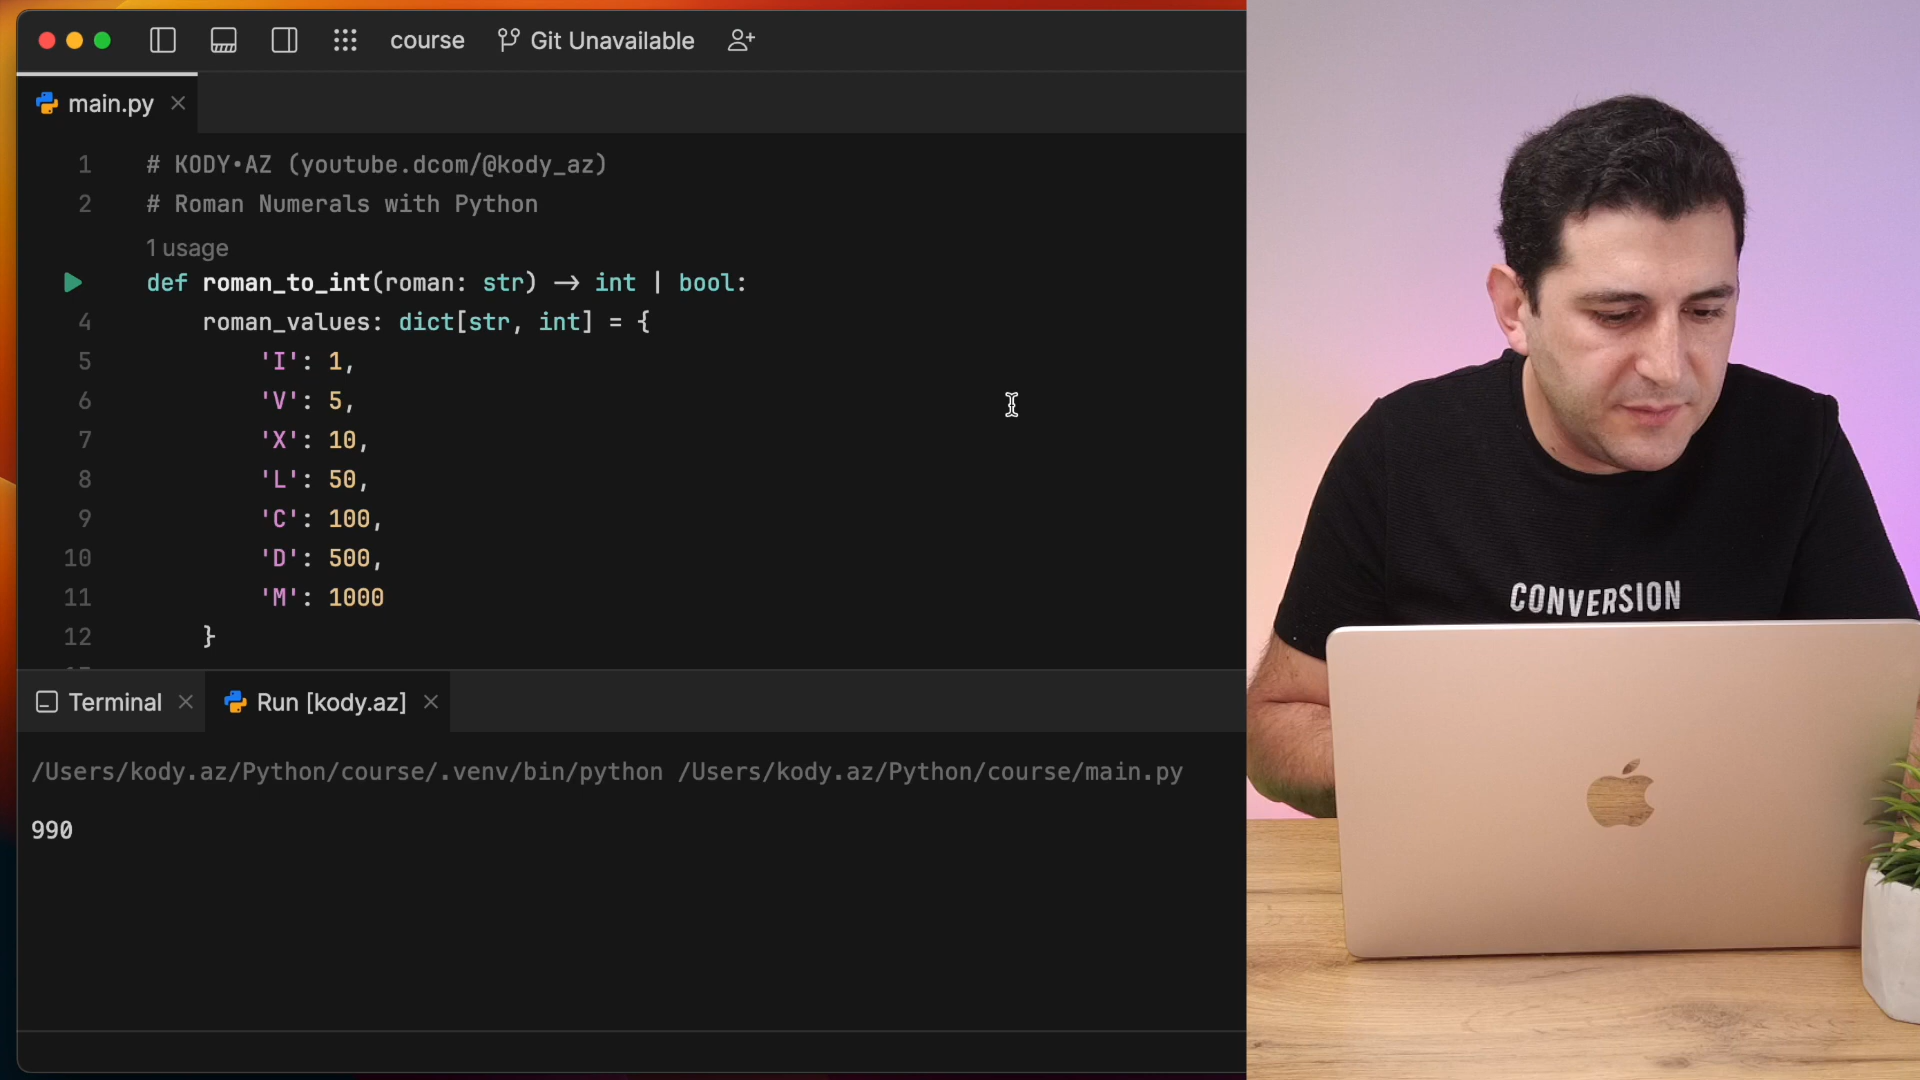 course Git Unavailable
main.py
1 # KODY•AZ (youtube.dcom/@kody_az)
2 # Roman Numerals with Python
1 usage
def roman_to_int(roman: str) -> int | bool:
4 roman_values: dict[str, int] = {
5 'I': 1,
6 'V': 5,
7 'X': 10,
8 'L': 50,
9 'C': 100,
10 'D': 500,
11 'M': 1000
12 }
Terminal Run [kody.az]
/Users/kody.az/Python/course/.venv/bin/python /Users/kody.az/Python/course/main.py
990
CONVERSION